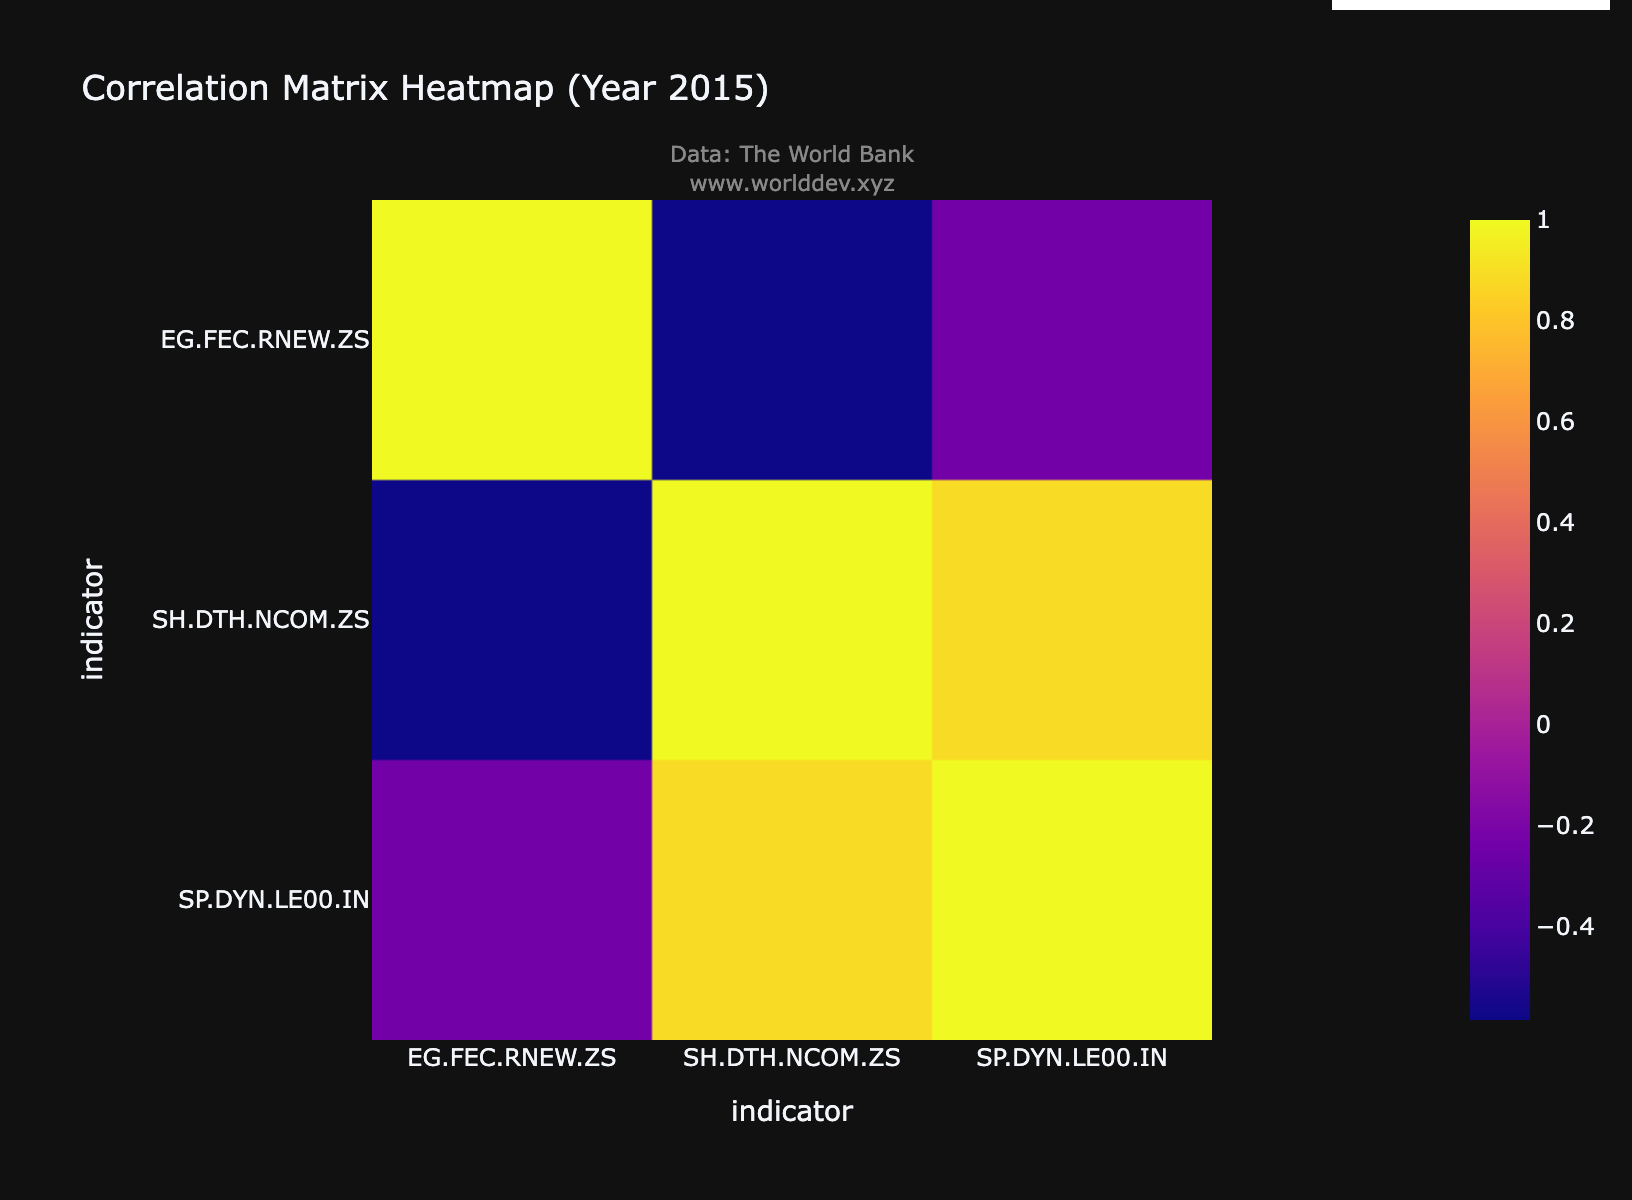 Correlation Matrix Heatmap (Year 2015)
Data: The World Bank
www.worlddev.xyz
1
0.8
0.6
0.4
0.2
0
−0.2
−0.4
indicator
EG.FEC.RNEW.ZS
SH.DTH.NCOM.ZS
SP.DYN.LE00.IN
EG.FEC.RNEW.ZS
SH.DTH.NCOM.ZS
SP.DYN.LE00.IN
indicator